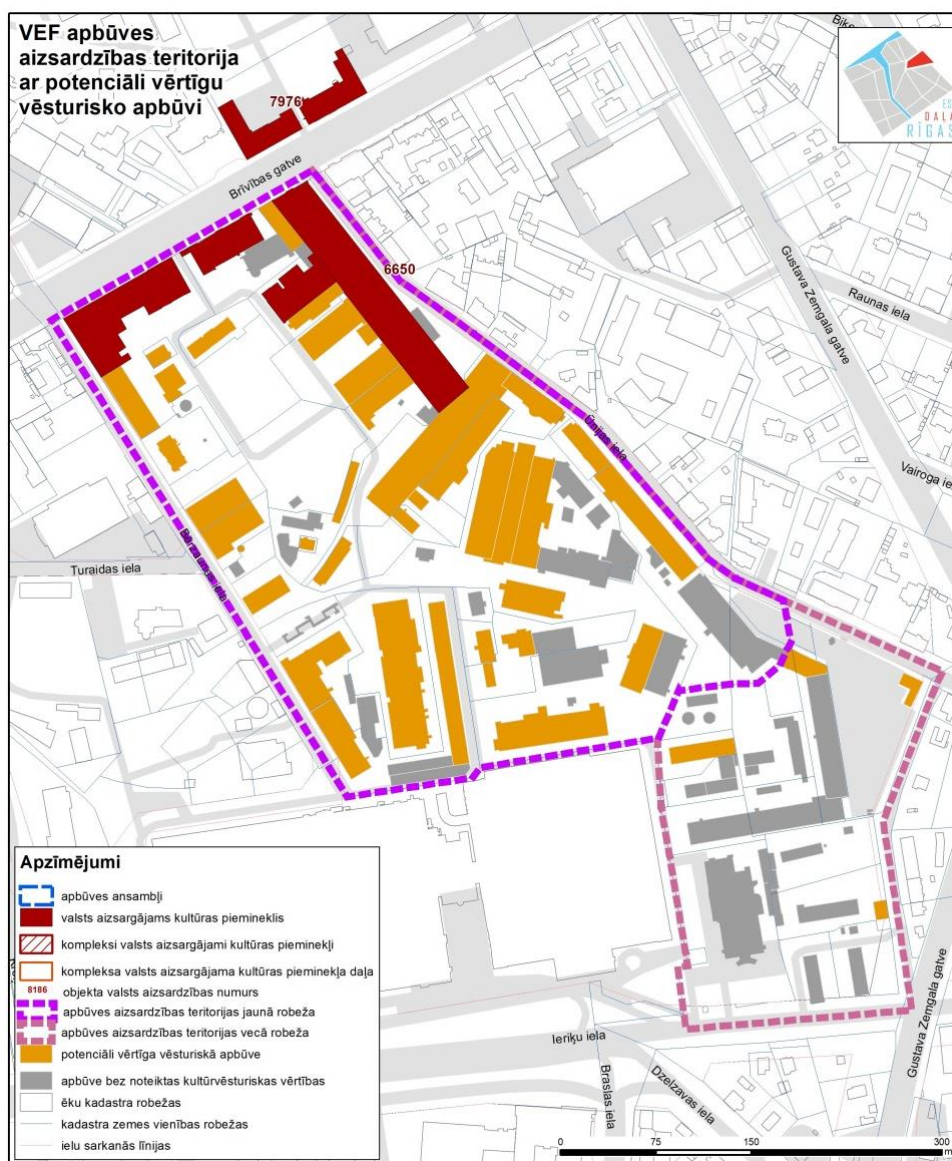 VEF apbūves
aizsardzības teritorija
ar potenciāli vērtīgu
vēsturisko apbūvi
7976
Brīvības gatve
6650
Gustava Zemgala gatve
Raunas iela
Ūnijas iela
Vairoga
Turaidas iela
Bērzaunes iela
RĪGAS
Apzīmējumi
apbūves ansambļi
valsts aizsargājams kultūras piemineklis
kompleksi valsts aizsargājami kultūras pieminekļi
kompleksa valsts aizsargājama kultūras pieminekļa daļa
8186 objekta valsts aizsardzības numurs
apbūves aizsardzības teritorijas jaunā robeža
apbūves aizsardzības teritorijas vecā robeža
potenciāli vērtīga vēsturiskā apbūve
apbūve bez noteiktas kultūrvēsturiskas vērtības
ēku kadastra robežas
kadastra zemes vienības robežas
ielu sarkanās līnijas
Ieriķu iela
Braslas iela
Dzelzavas iela
Gustava Zemgala gatve
0 75 150 300